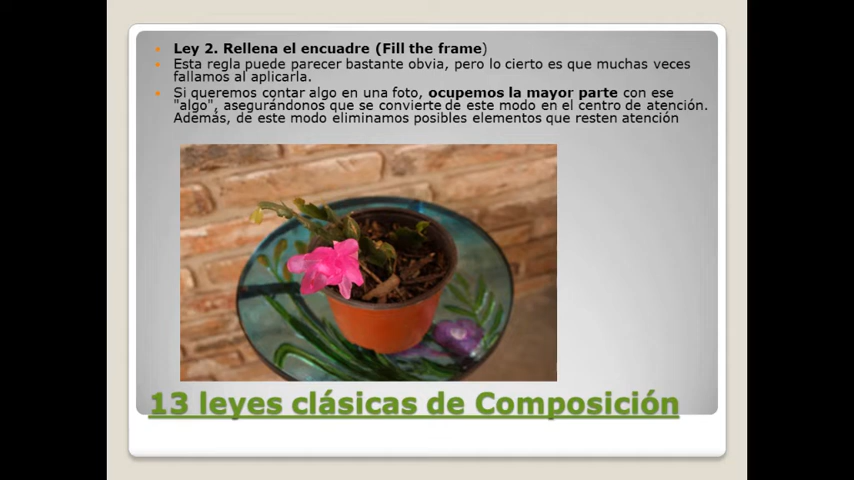 Ley 2. Rellena el encuadre (Fill the frame)
Esta regla puede parecer bastante obvia, pero lo cierto es que muchas veces
fallamos al aplicarla.
Si queremos contar algo en una foto, ocupemos la mayor parte con ese
"algo", asegurándonos que se convierte de este modo en el centro de atención.
Además, de este modo eliminamos posibles elementos que resten atención
13 leyes clásicas de Composición